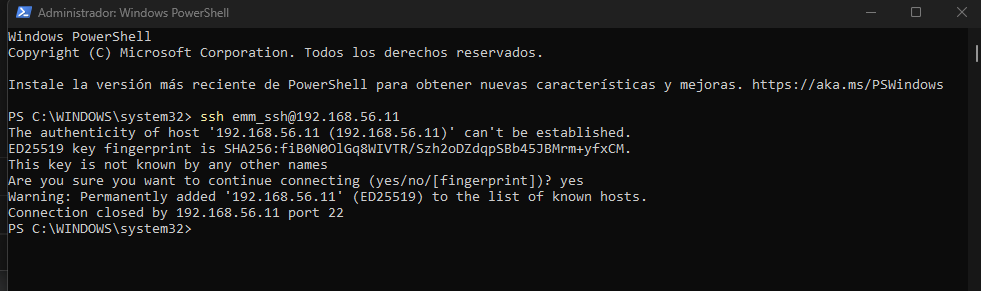 Administrador: Windows PowerShell
Windows PowerShell
Copyright (C) Microsoft Corporation. Todos los derechos reservados.
Instale la versión más reciente de PowerShell para obtener nuevas características y mejoras. https://aka.ms/PSWindows
PS C:\WINDOWS\system32> ssh emm_ssh@192.168.56.11
The authenticity of host '192.168.56.11 (192.168.56.11)' can't be established.
ED25519 key fingerprint is SHA256:fiB0N0OlGq8WIVTR/Szh2oDZdqpSBb45JBMrm+yfxCM.
This key is not known by any other names
Are you sure you want to continue connecting (yes/no/[fingerprint])? yes
Warning: Permanently added '192.168.56.11' (ED25519) to the list of known hosts.
Connection closed by 192.168.56.11 port 22
PS C:\WINDOWS\system32>